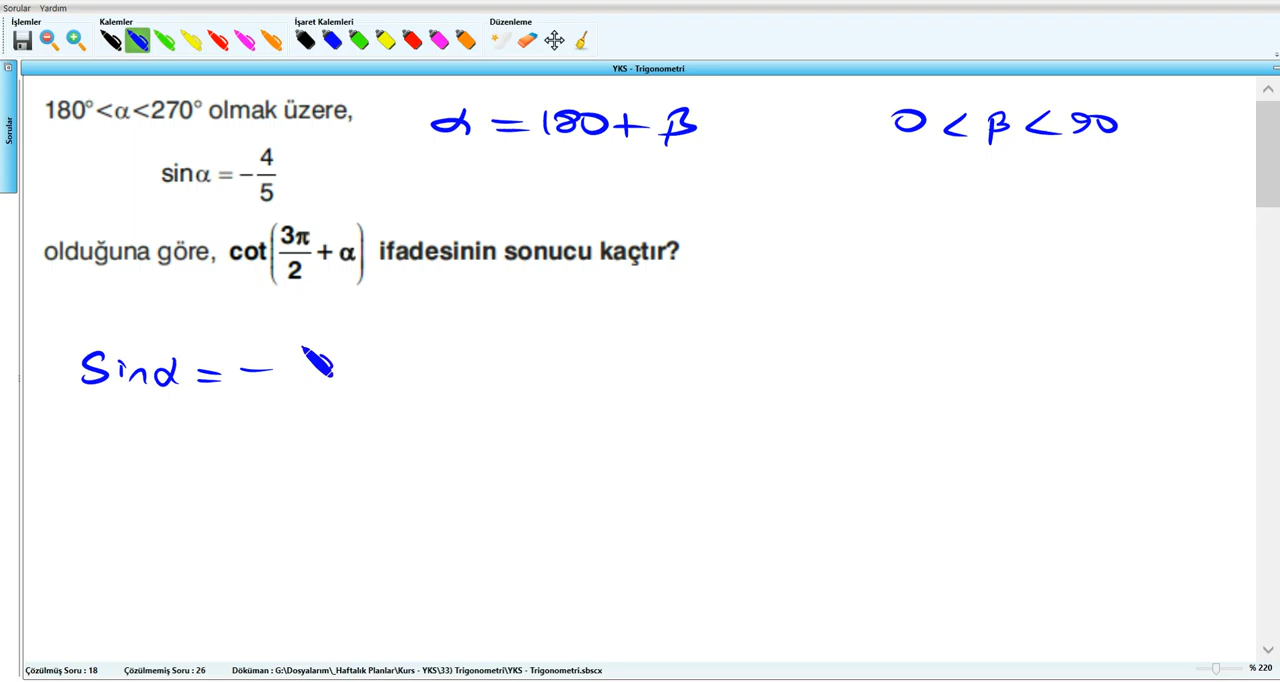 Sorular Yardım
İşlemler Kalemler İşaret Kalemleri Düzenleme
YKS - Trigonometri
Sorular
180°<α<270° olmak üzere,
α = 180 + β 0 < β < 90
sinα = -4/5
olduğuna göre, cot(3π/2 + α) ifadesinin sonucu kaçtır?
Sinα = -
Çözülmüş Soru : 18 Çözülmemiş Soru : 26 Döküman : G:\Dosyalarım\_Haftalık Planlar\Kurs - YKS\33) Trigonometri\YKS - Trigonometri.sbscx % 220